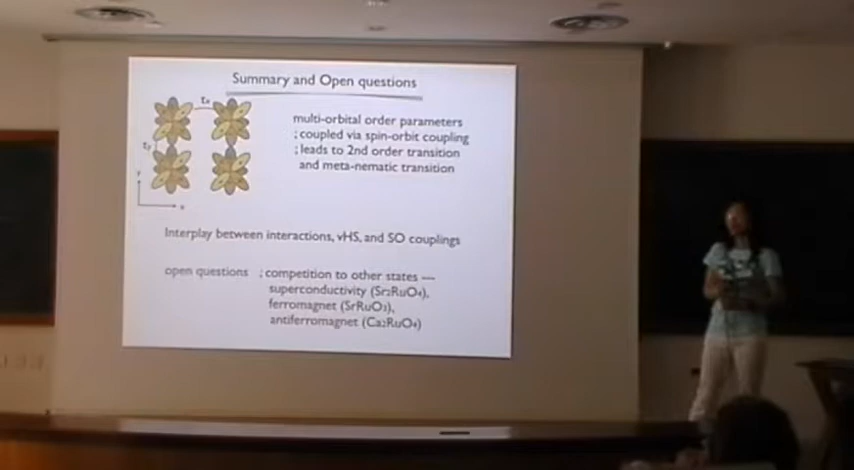 Summary and Open questions
multi-orbital order parameters
; coupled via spin-orbit coupling
; leads to 2nd order transition
and meta-nematic transition
Interplay between interactions, vHS, and SO couplings
open questions ; competition to other states ---
superconductivity (Sr₂RuO₄),
ferromagnet (SrRuO₃),
antiferromagnet (Ca₂RuO₄)